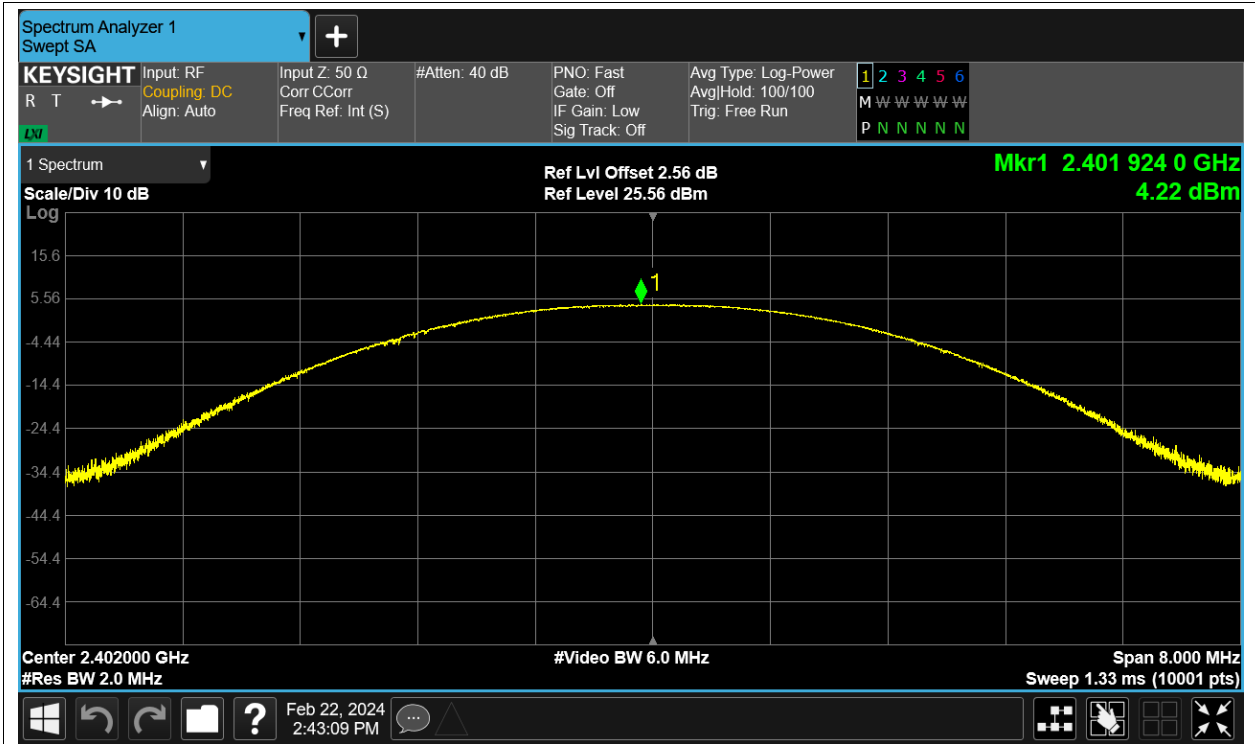 Spectrum Analyzer 1
Swept SA
KEYSIGHT
R T
LXI
Input: RF
Coupling: DC
Align: Auto
Input Z: 50 Ω
Corr CCorr
Freq Ref: Int (S)
#Atten: 40 dB
PNO: Fast
Gate: Off
IF Gain: Low
Sig Track: Off
Avg Type: Log-Power
Avg|Hold: 100/100
Trig: Free Run
1 2 3 4 5 6
M W W W W W
P N N N N N
1 Spectrum
Scale/Div 10 dB
Log
Ref Lvl Offset 2.56 dB
Ref Level 25.56 dBm
Mkr1 2.401 924 0 GHz
4.22 dBm
15.6
5.56
-4.44
-14.4
-24.4
-34.4
-44.4
-54.4
-64.4
1
Center 2.402000 GHz
#Video BW 6.0 MHz
Span 8.000 MHz
#Res BW 2.0 MHz
Sweep 1.33 ms (10001 pts)
?
Feb 22, 2024
2:43:09 PM